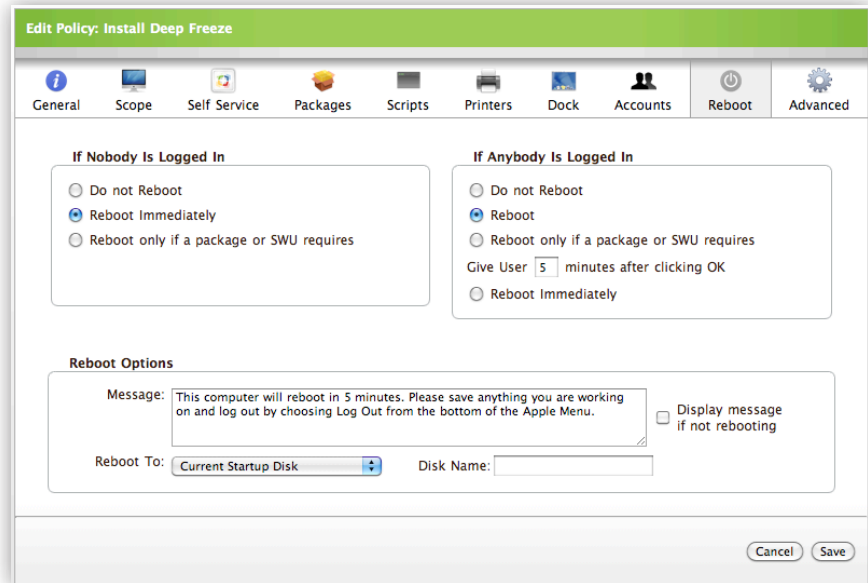 Edit Policy: Install Deep Freeze
General Scope Self Service Packages Scripts Printers Dock Accounts Reboot Advanced
If Nobody Is Logged In
Do not Reboot
Reboot Immediately
Reboot only if a package or SWU requires
If Anybody Is Logged In
Do not Reboot
Reboot
Reboot only if a package or SWU requires
Give User 5 minutes after clicking OK
Reboot Immediately
Reboot Options
Message: This computer will reboot in 5 minutes. Please save anything you are working
on and log out by choosing Log Out from the bottom of the Apple Menu.
Display message
if not rebooting
Reboot To: Current Startup Disk Disk Name:
Cancel Save